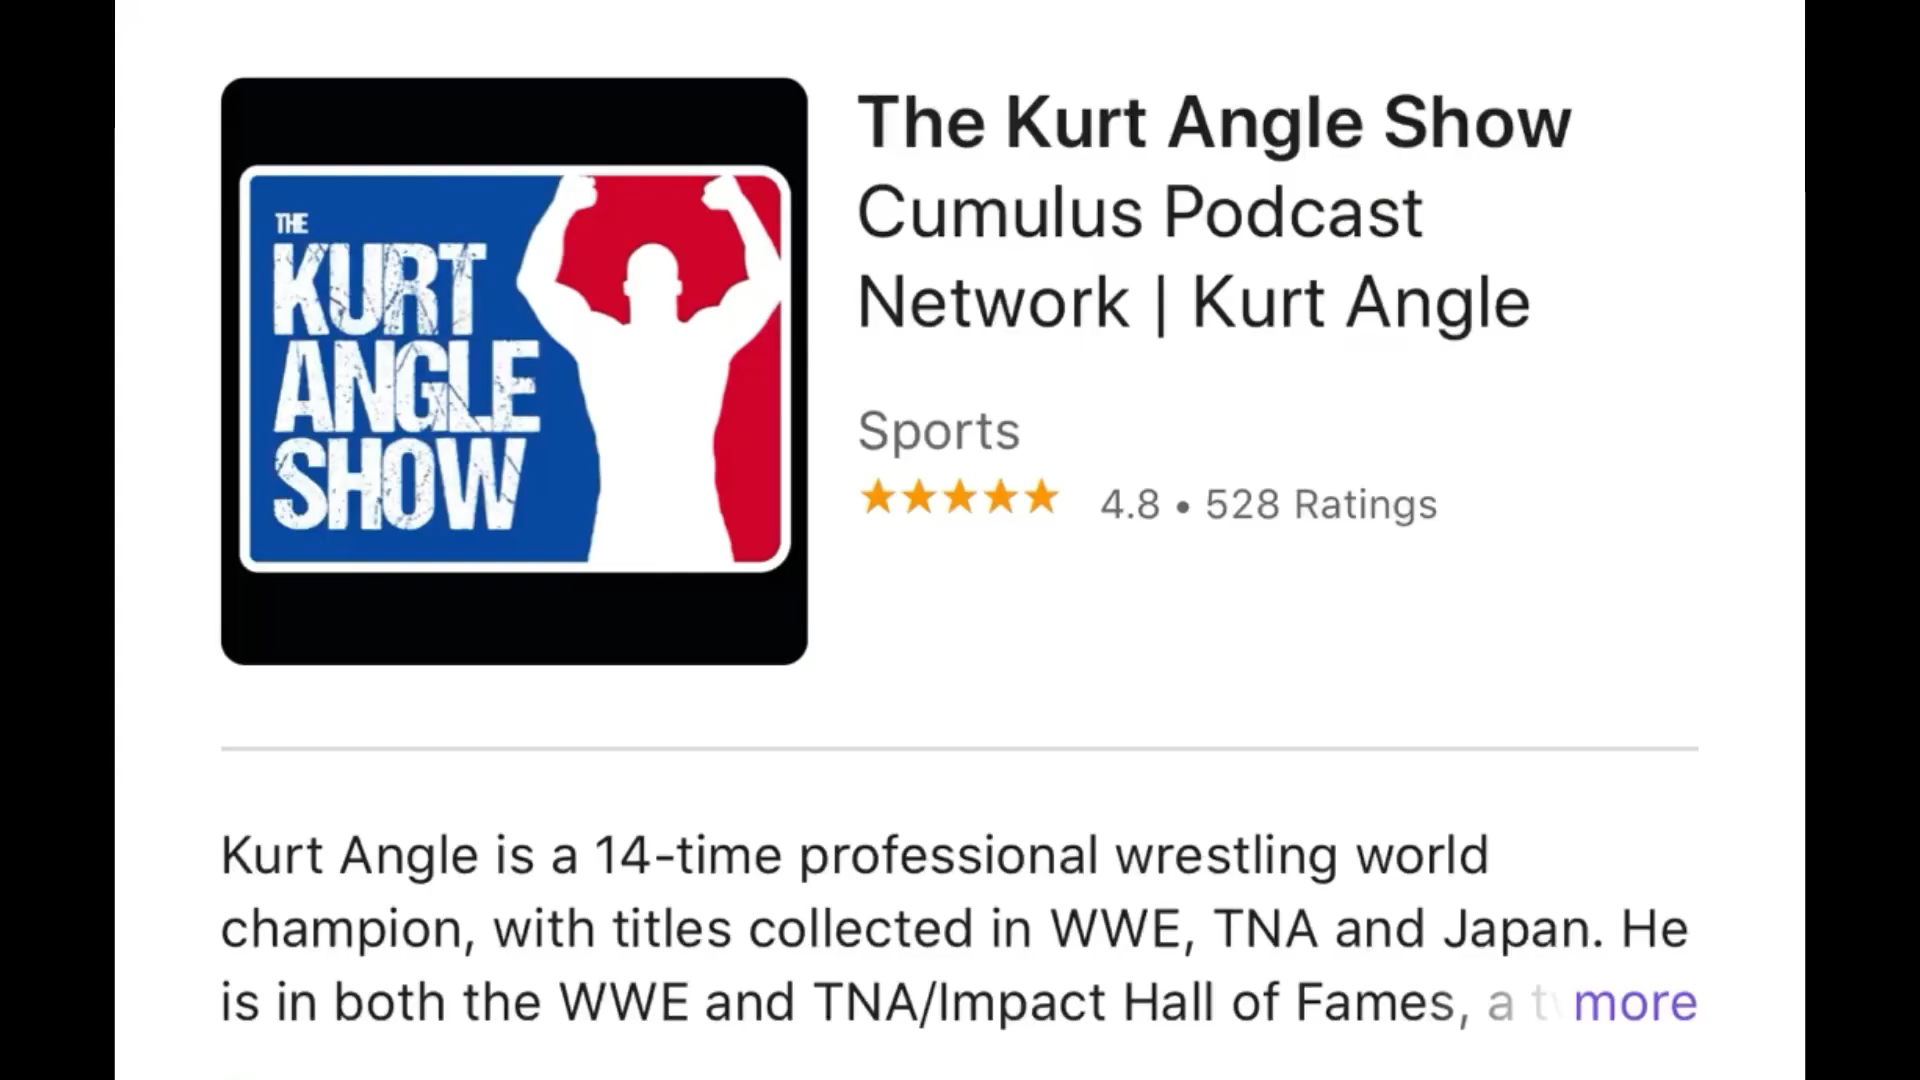 THE
KURT
ANGLE
SHOW
The Kurt Angle Show
Cumulus Podcast
Network | Kurt Angle
Sports
4.8 • 528 Ratings
Kurt Angle is a 14-time professional wrestling world
champion, with titles collected in WWE, TNA and Japan. He
is in both the WWE and TNA/Impact Hall of Fames, a more